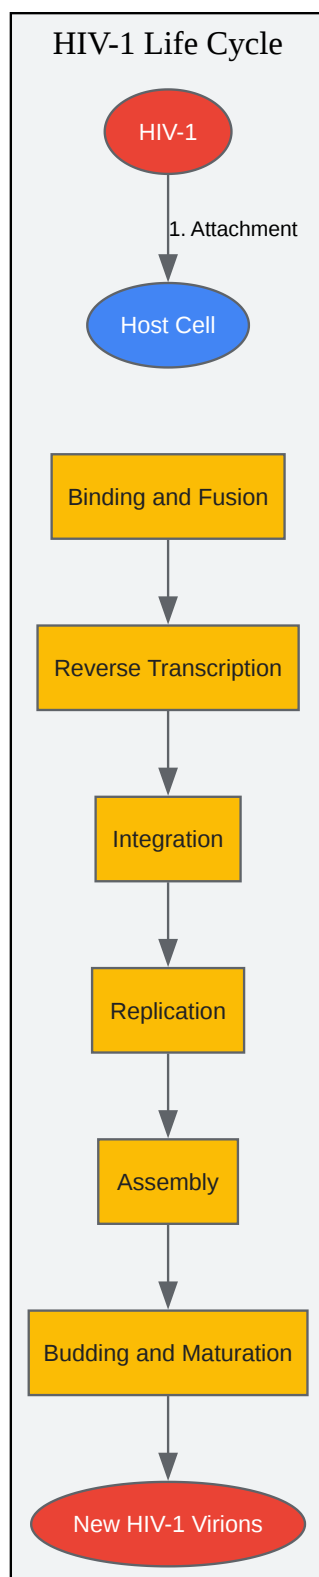 HIV-1 Life Cycle
HIV-1
1. Attachment
Host Cell
Binding and Fusion
Reverse Transcription
Integration
Replication
Assembly
Budding and Maturation
New HIV-1 Virions